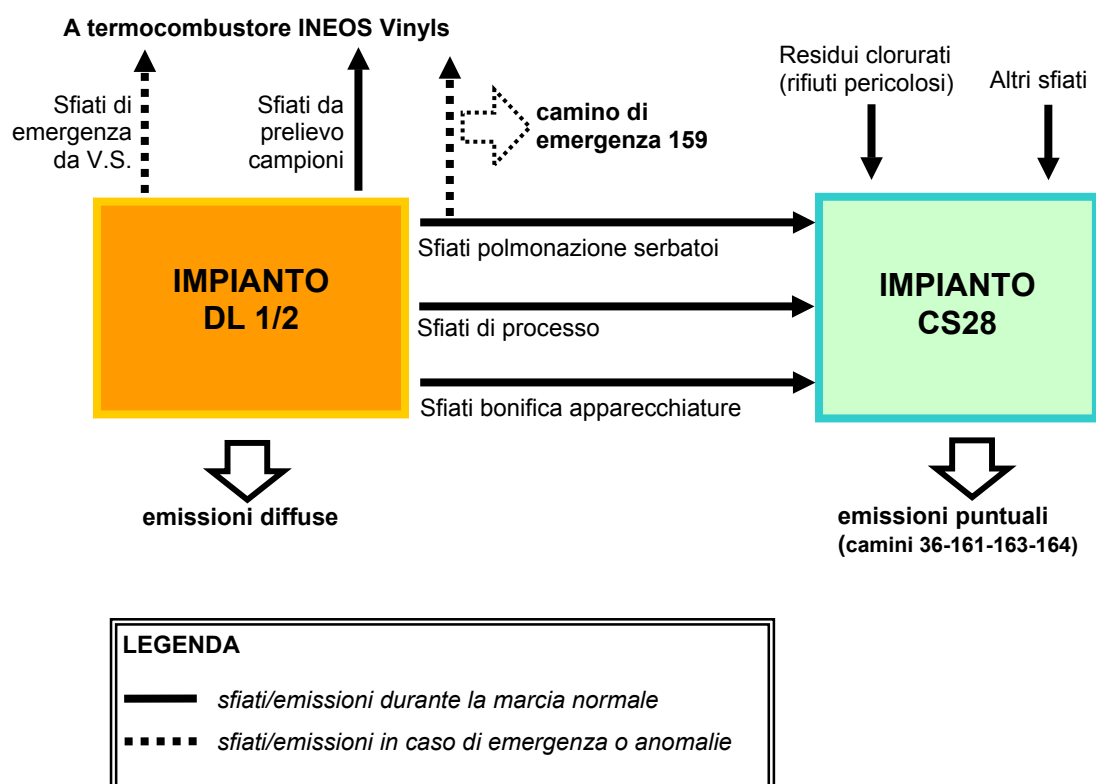 A termocombustore INEOS Vinyls
Sfiati di
emergenza
da V.S.
Sfiati da
prelievo
campioni
camino di
emergenza 159
Residui clorurati
(rifiuti pericolosi)
Altri sfiati
IMPIANTO
DL 1/2
Sfiati polmonazione serbatoi
Sfiati di processo
Sfiati bonifica apparecchiature
IMPIANTO
CS28
emissioni diffuse
emissioni puntuali
(camini 36-161-163-164)
LEGENDA
sfiati/emissioni durante la marcia normale
sfiati/emissioni in caso di emergenza o anomalie